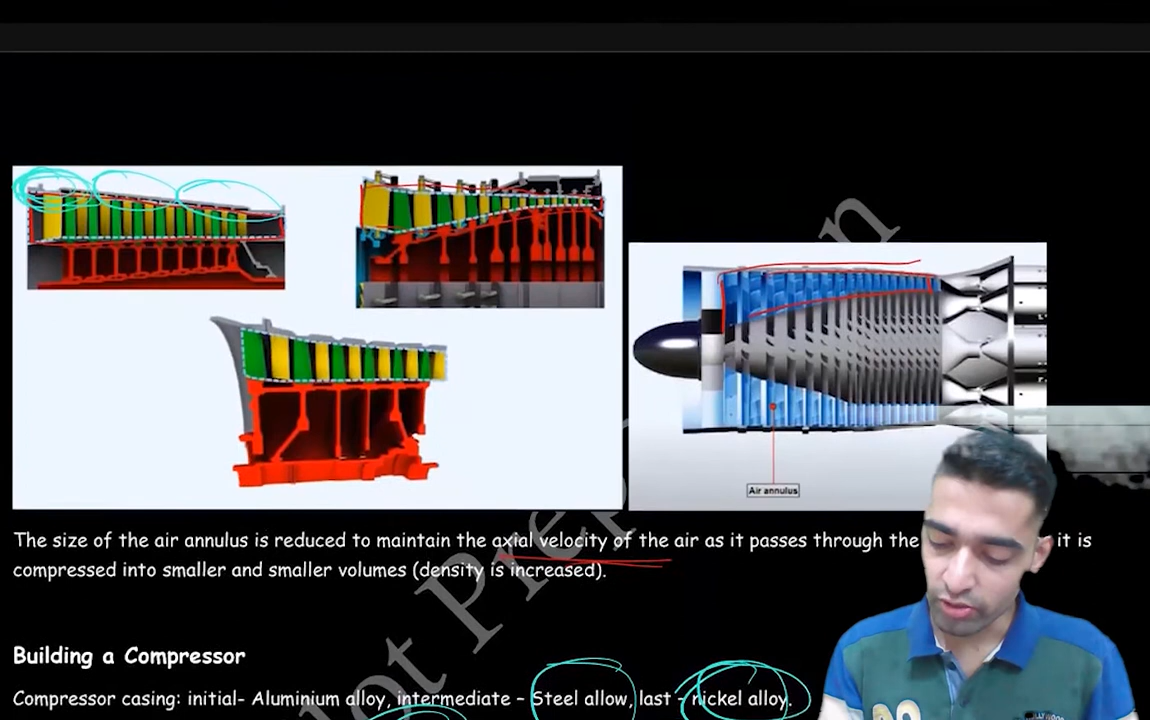 Air annulus
The size of the air annulus is reduced to maintain the axial velocity of the air as it passes through the it is
compressed into smaller and smaller volumes (density is increased).
Building a Compressor
Compressor casing: initial- Aluminium alloy, intermediate - Steel allow, last - nickel alloy.